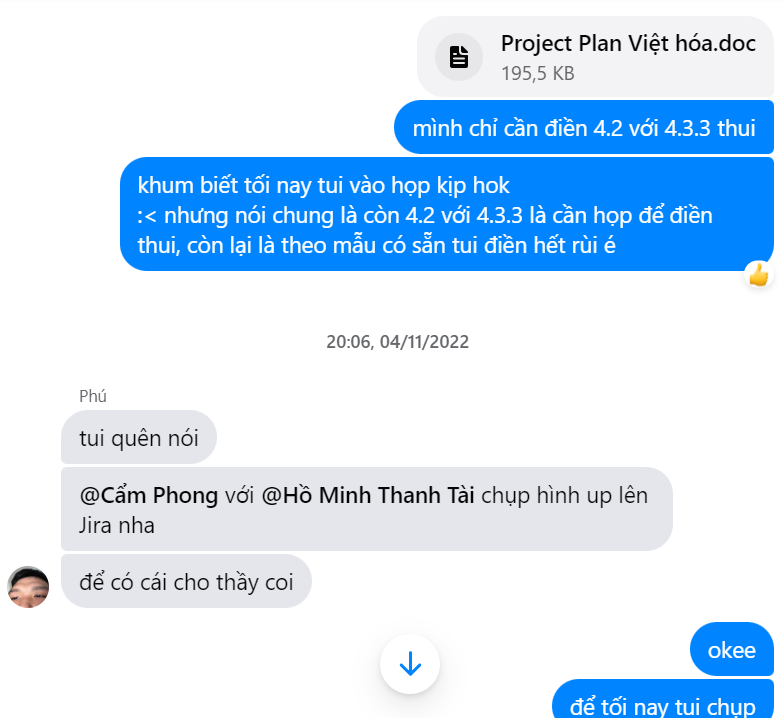 Project Plan Việt hóa.doc
195,5 KB
mình chỉ cần điền 4.2 với 4.3.3 thui
khum biết tối nay tui vào họp kịp hok
:< nhưng nói chung là còn 4.2 với 4.3.3 là cần họp để điền
thui, còn lại là theo mẫu có sẵn tui điền hết rùi é
20:06, 04/11/2022
Phú
tui quên nói
@Cẩm Phong với @Hồ Minh Thanh Tài chụp hình up lên
Jira nha
để có cái cho thầy coi
okee
để tối nay tui chụp